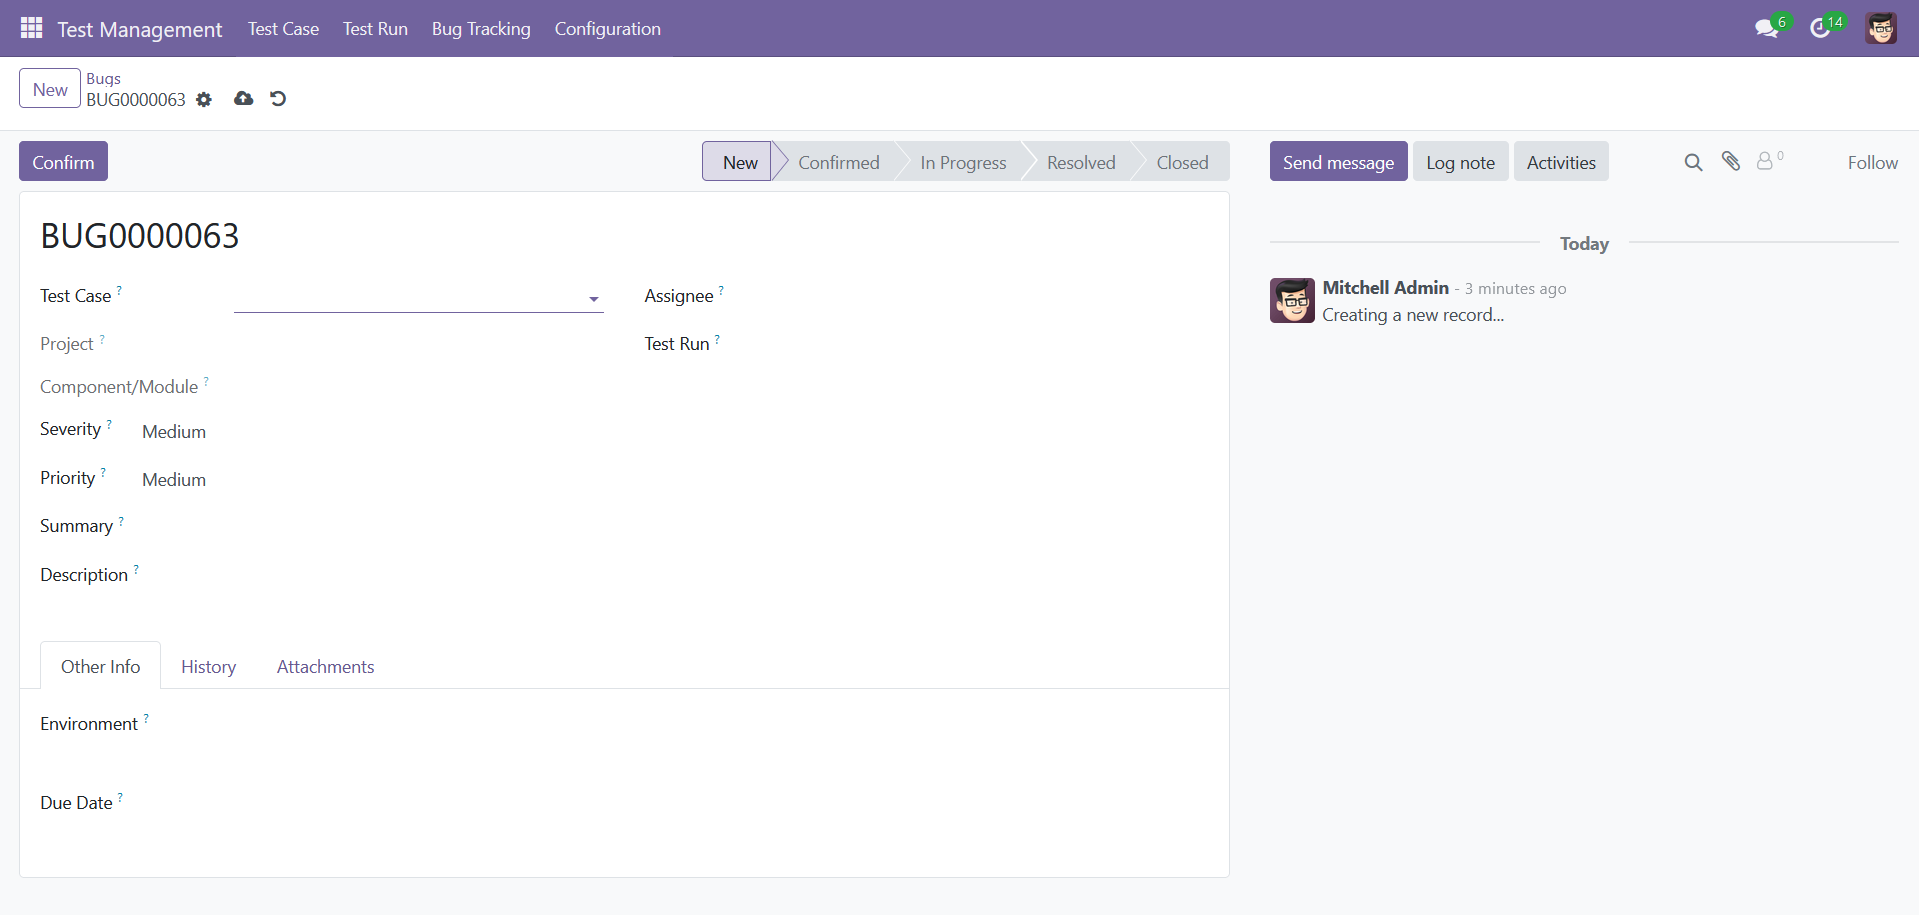 Test Management Test Case Test Run Bug Tracking Configuration 6 14
New Bugs
BUG0000063
Confirm New Confirmed In Progress Resolved Closed Send message Log note Activities 0 Follow
BUG0000063
Today
Test Case ? Assignee ?
Mitchell Admin - 3 minutes ago
Creating a new record...
Project ? Test Run ?
Component/Module ?
Severity ? Medium
Priority ? Medium
Summary ?
Description ?
Other Info History Attachments
Environment ?
Due Date ?